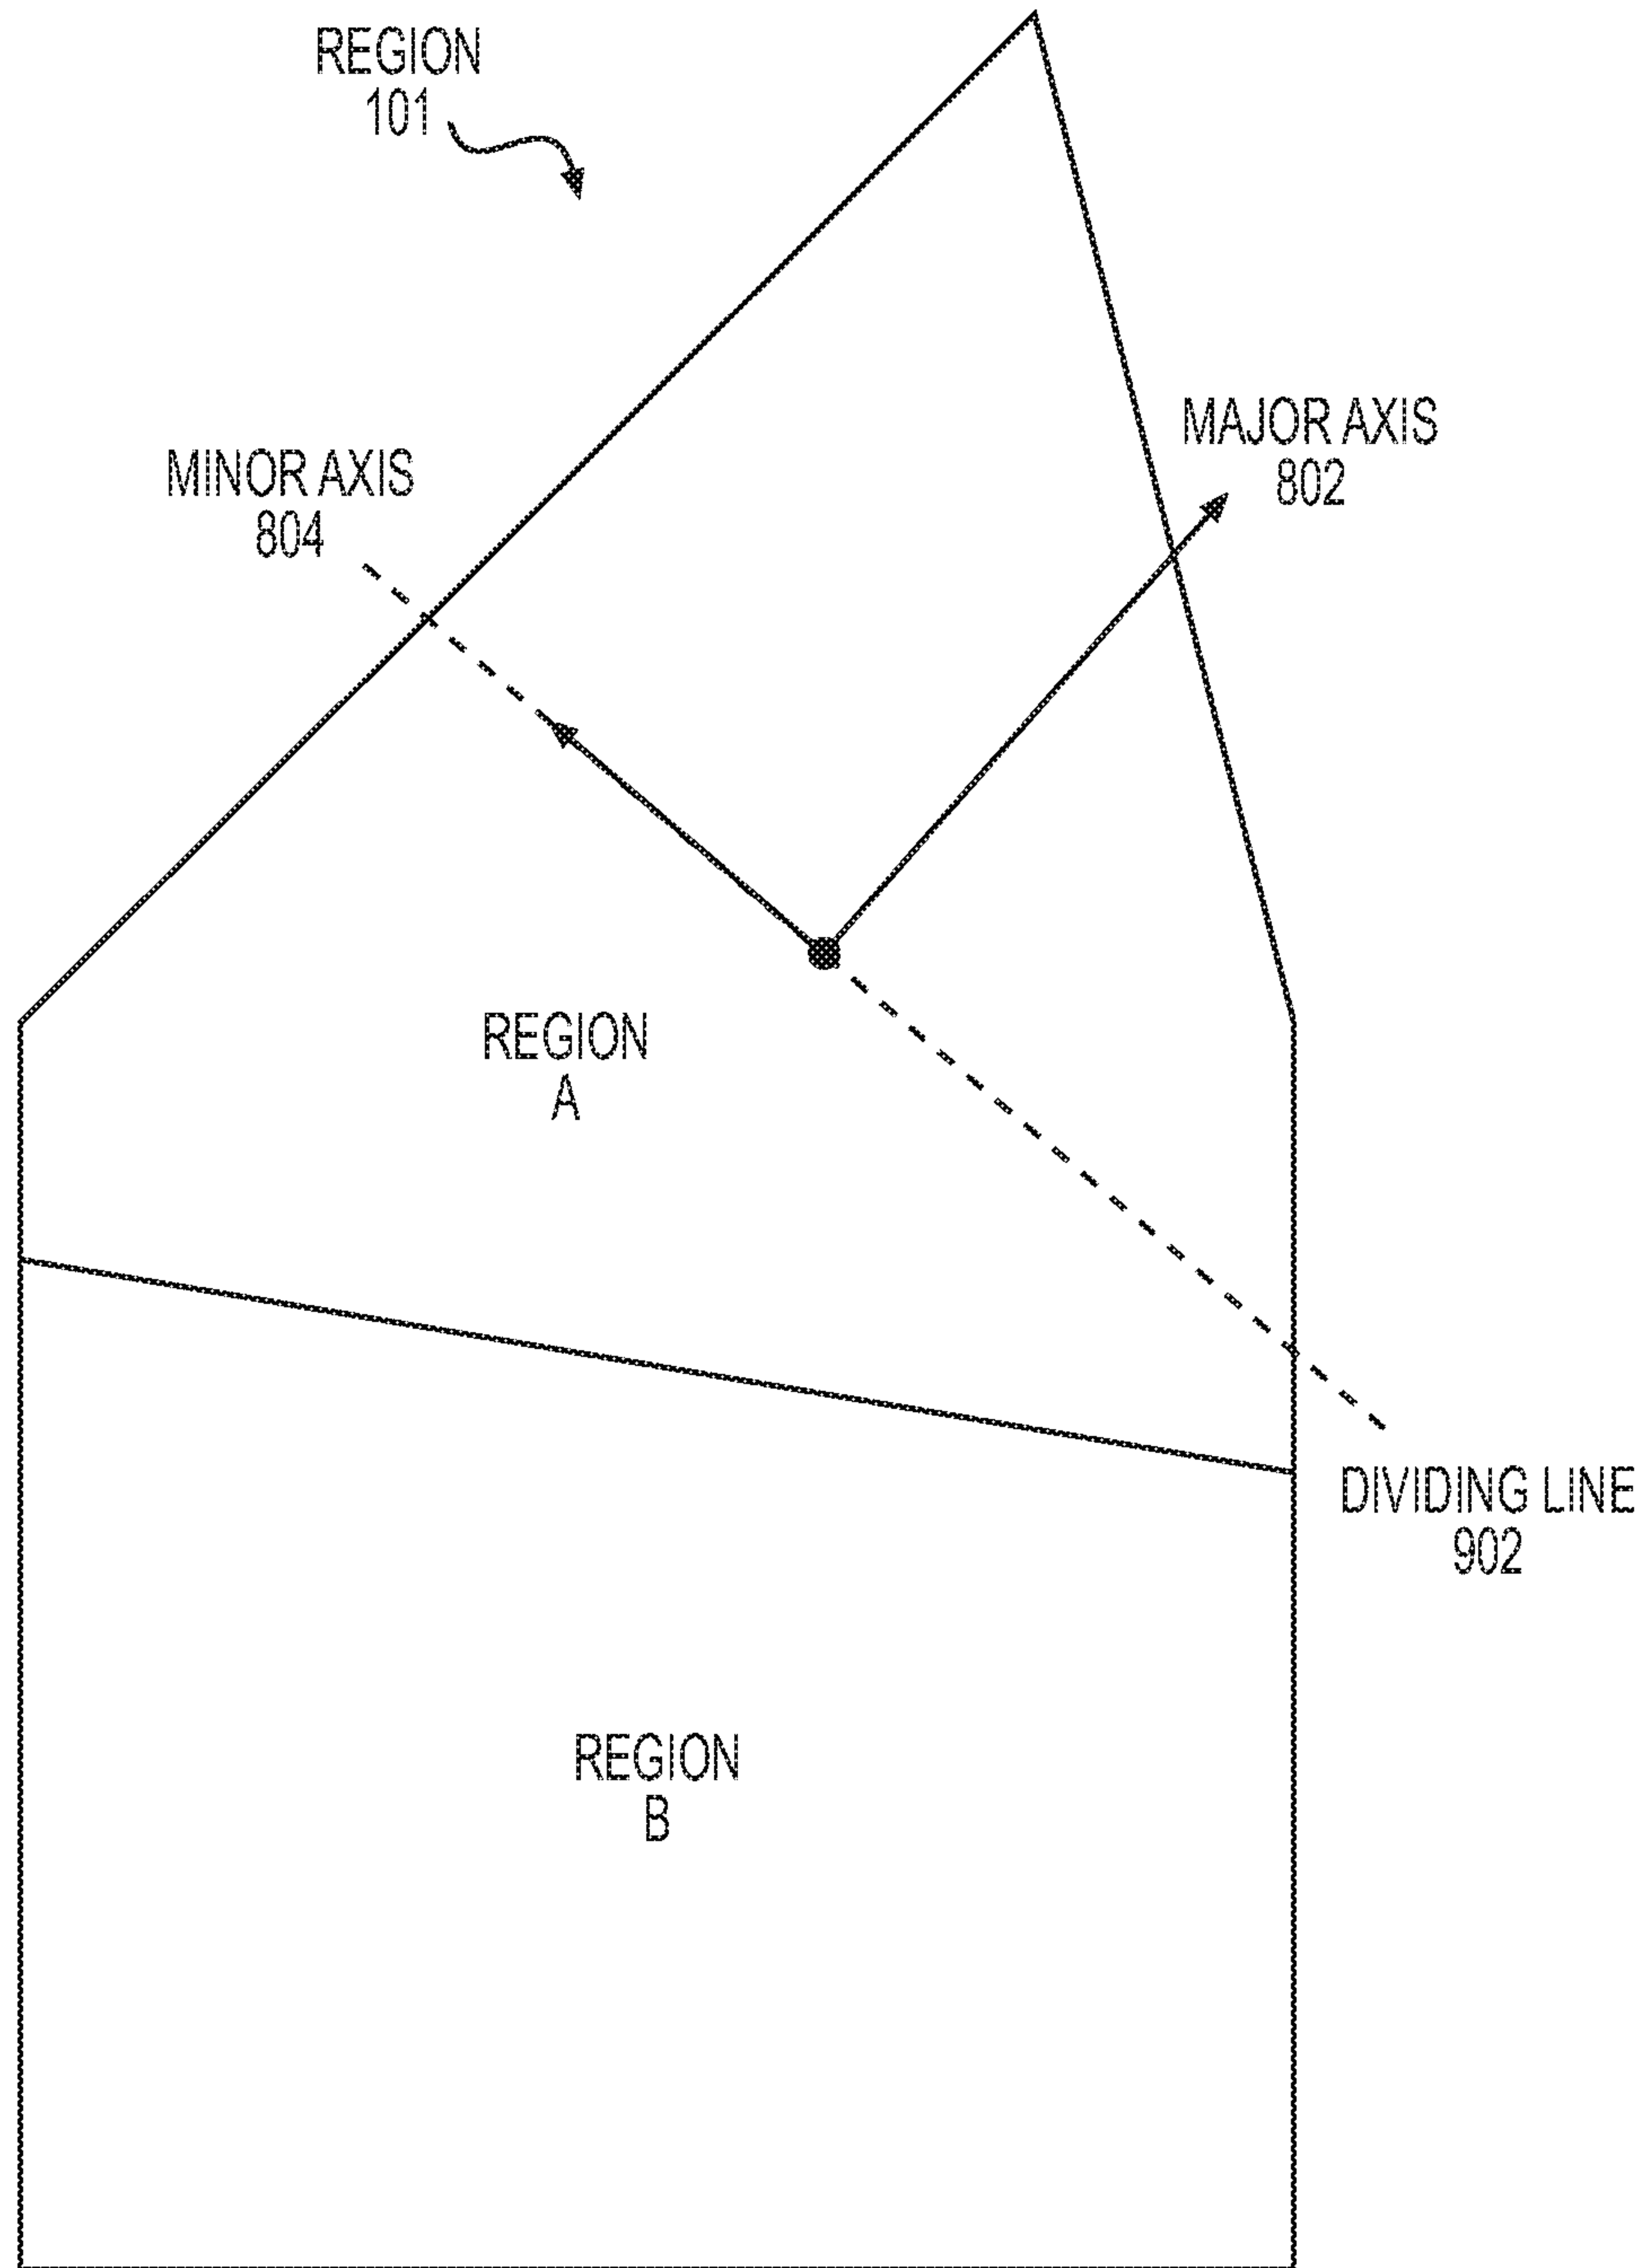 REGION
101
MAJOR AXIS
802
MINOR AXIS
804
REGION
A
DIVIDING LINE
902
REGION
B